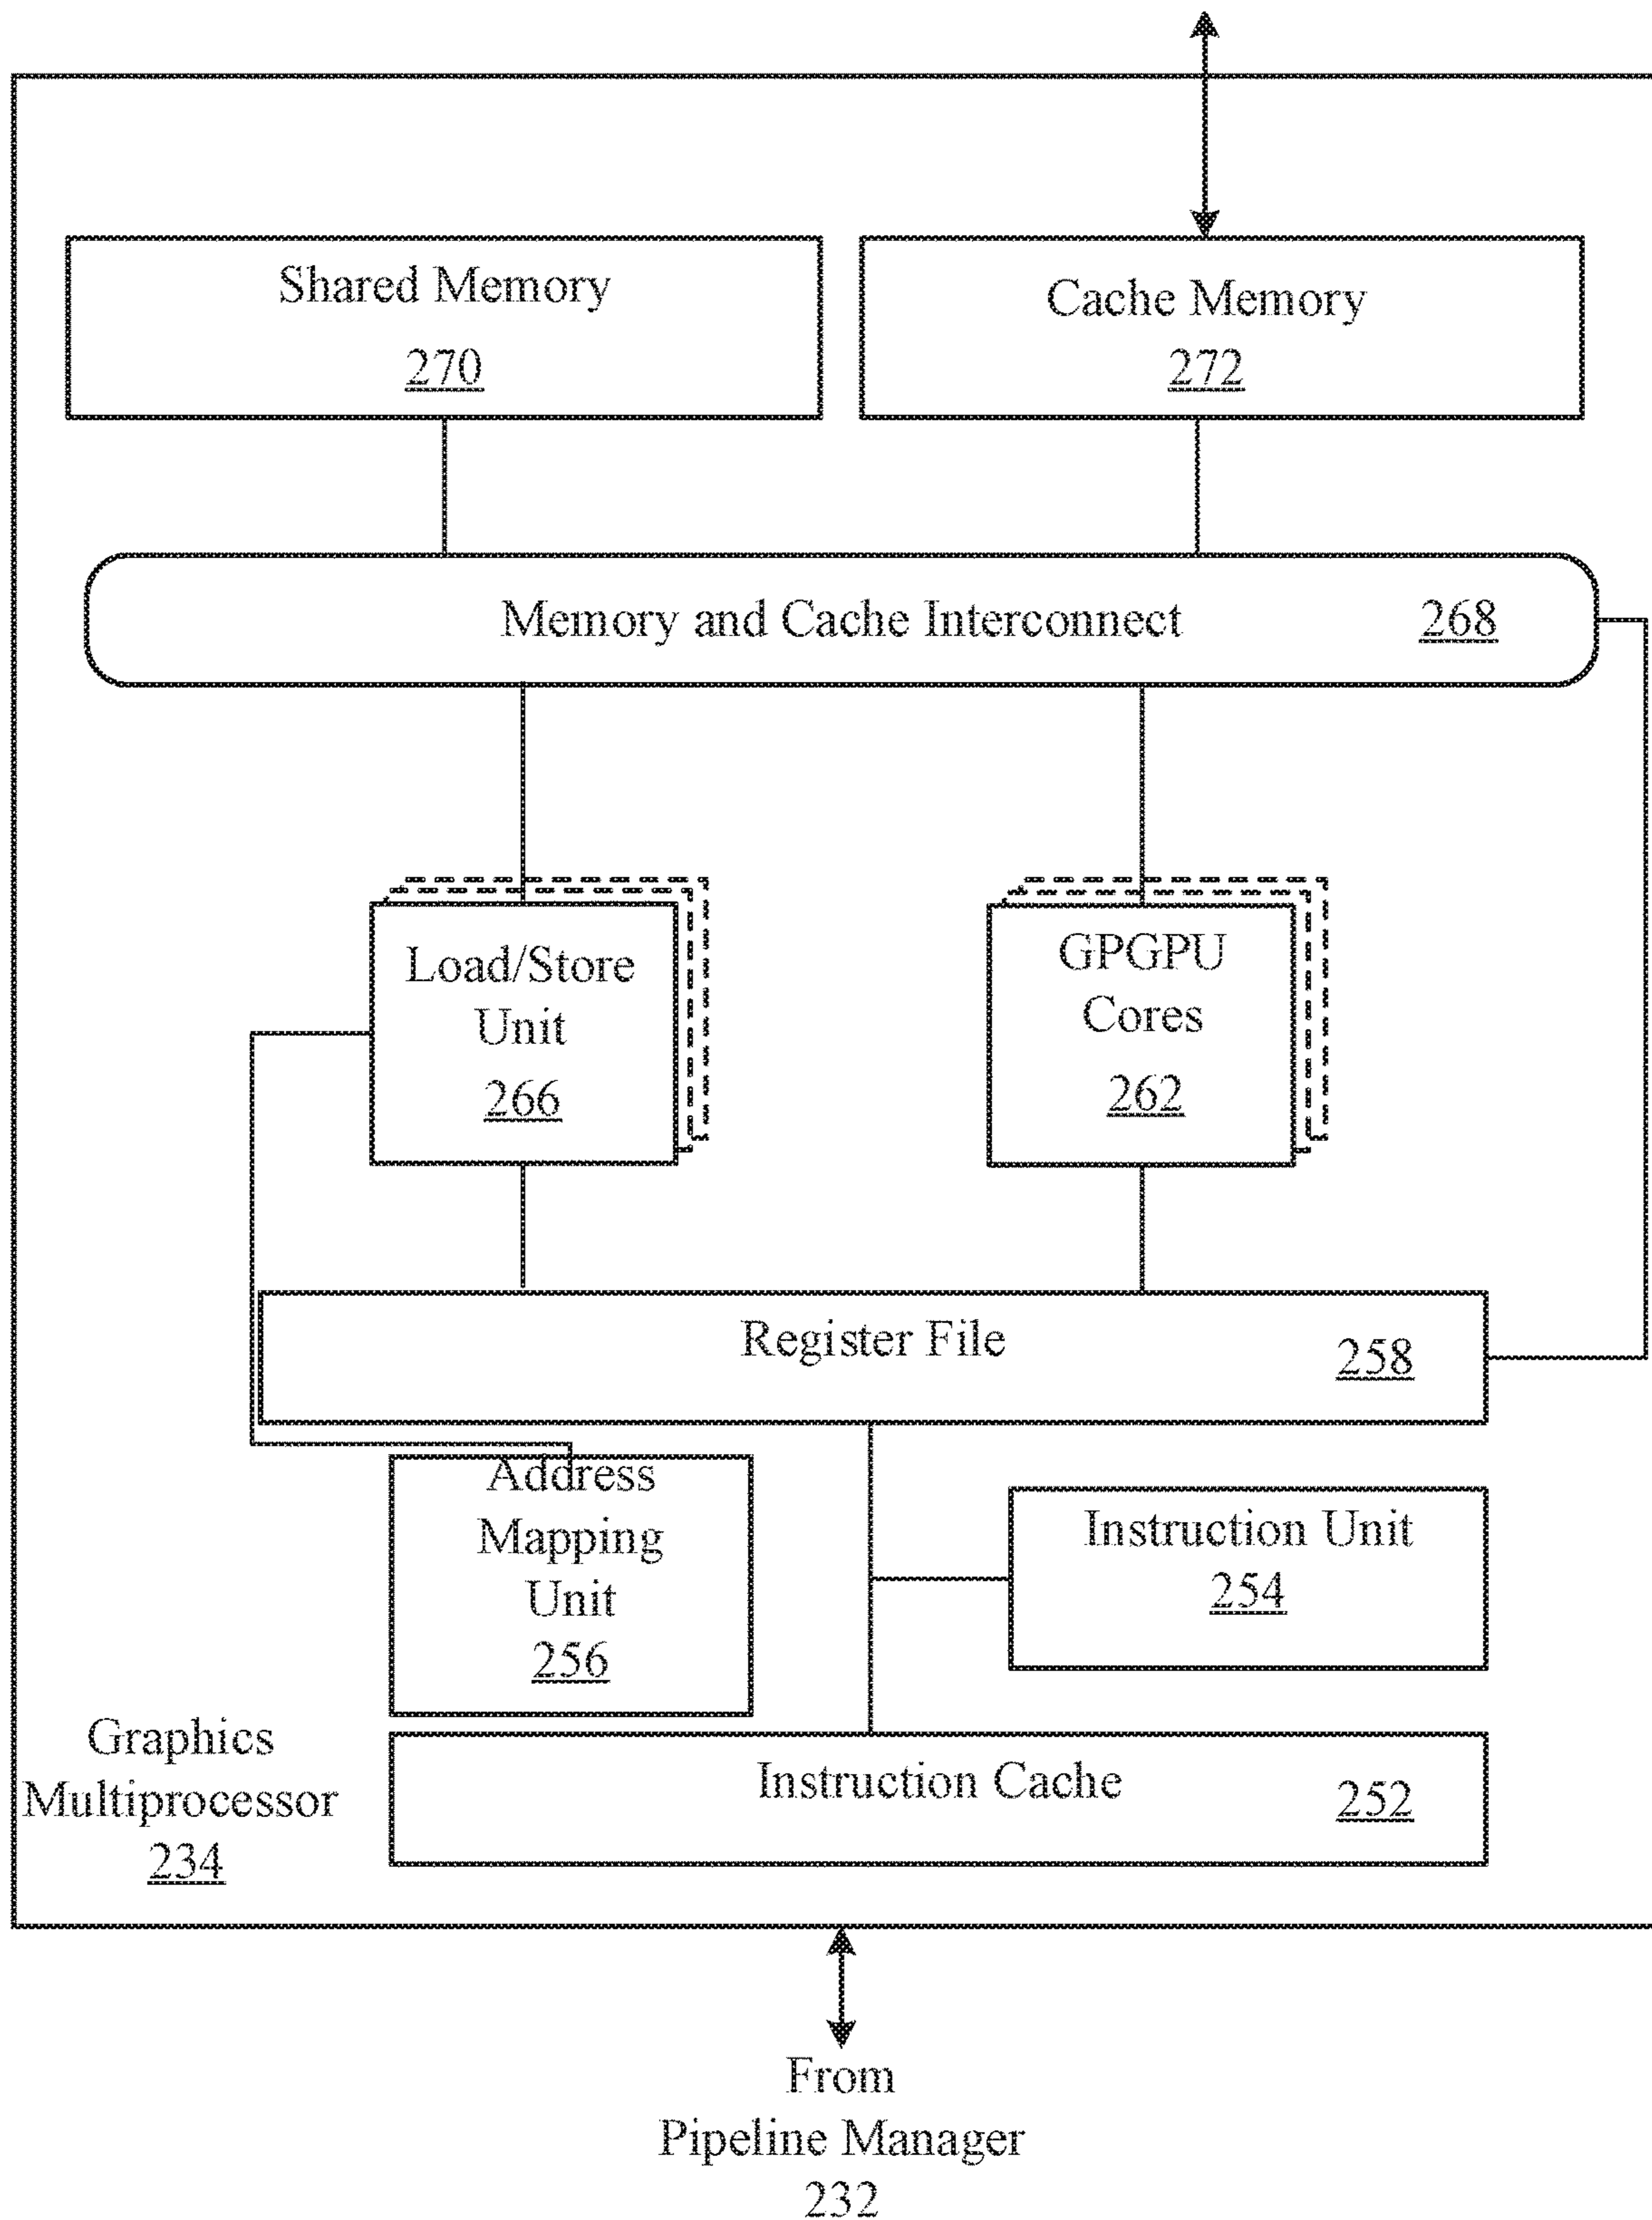 Shared Memory
270
Cache Memory
272
Memory and Cache Interconnect 268
Load/Store
Unit
266
GPGPU
Cores
262
Register File 258
Address
Mapping
Unit
256
Instruction Unit
254
Graphics
Multiprocessor
234
Instruction Cache 252
From
Pipeline Manager
232